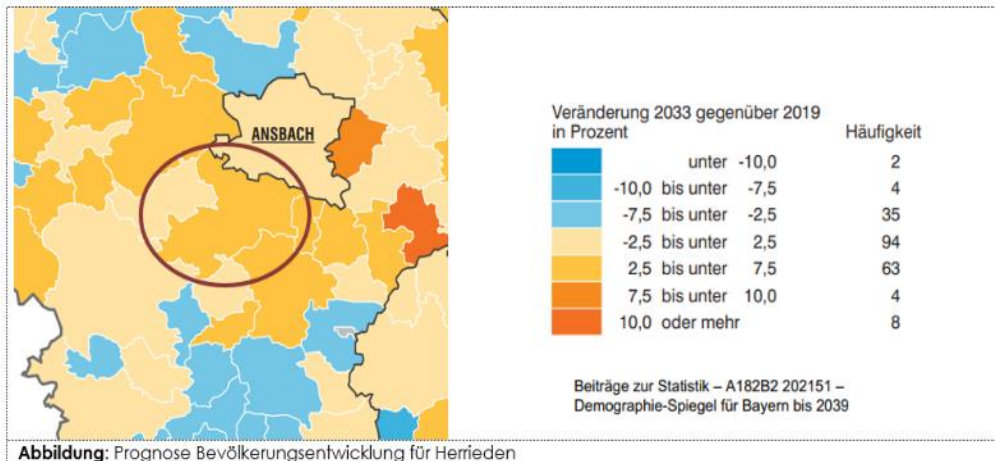 ANSBACH
Veränderung 2033 gegenüber 2019
in Prozent Häufigkeit
unter -10,0 2
-10,0 bis unter -7,5 4
-7,5 bis unter -2,5 35
-2,5 bis unter 2,5 94
2,5 bis unter 7,5 63
7,5 bis unter 10,0 4
10,0 oder mehr 8
Beiträge zur Statistik – A182B2 202151 –
Demographie-Spiegel für Bayern bis 2039
Abbildung: Prognose Bevölkerungsentwicklung für Herrieden